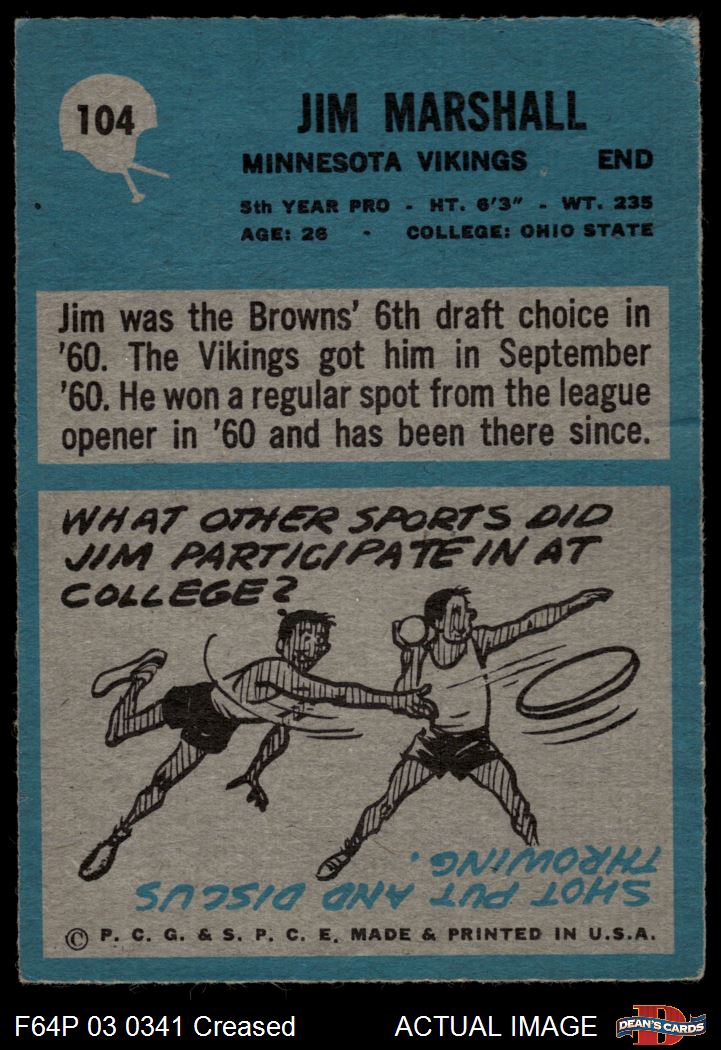 104
JIM MARSHALL
MINNESOTA VIKINGS END
5th YEAR PRO - HT. 6'3" - WT. 235
AGE: 26 - COLLEGE: OHIO STATE
Jim was the Browns' 6th draft choice in
'60. The Vikings got him in September
'60. He won a regular spot from the league
opener in '60 and has been there since.
WHAT OTHER SPORTS DID
JIM PARTICIPATE IN AT
COLLEGE?
SHOT PUT AND DISCUS
THROWING.
© P. C. G. & S. P. C. E. MADE & PRINTED IN U.S.A.
F64P 03 0341 Creased ACTUAL IMAGE
DEAN'S CARDS